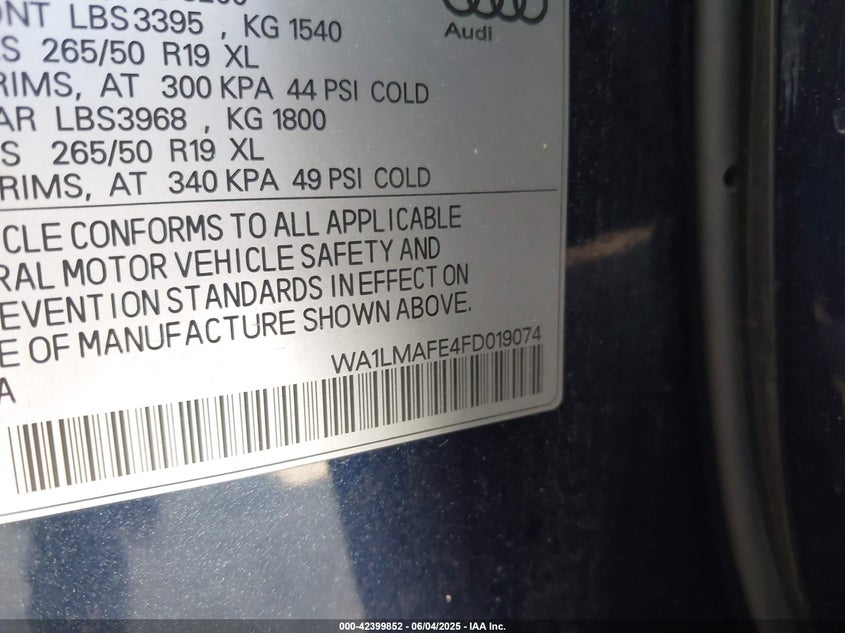 Audi
ONT LBS3395 , KG 1540
S 265/50 R19 XL
RIMS, AT 300 KPA 44 PSI COLD
AR LBS3968 , KG 1800
S 265/50 R19 XL
RIMS, AT 340 KPA 49 PSI COLD
CLE CONFORMS TO ALL APPLICABLE
RAL MOTOR VEHICLE SAFETY AND
EVENTION STANDARDS IN EFFECT ON
E OF MANUFACTURE SHOWN ABOVE.
WA1LMAFE4FD019074
A
000-42399852 | 06/04/2025 | IAA Inc.